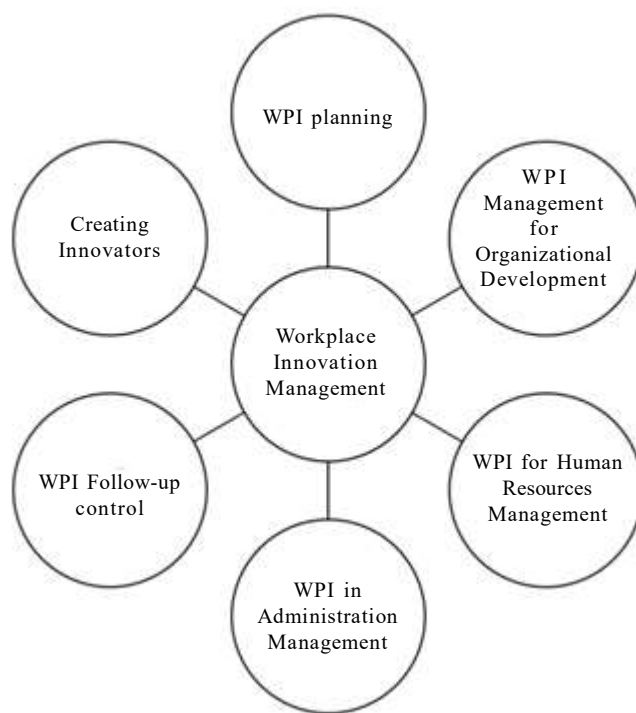 WPI planning
WPI
Management
for
Organizational
Development
Creating
Innovators
Workplace
Innovation
Management
WPI Follow-up
control
WPI for Human
Resources
Management
WPI in
Administration
Management